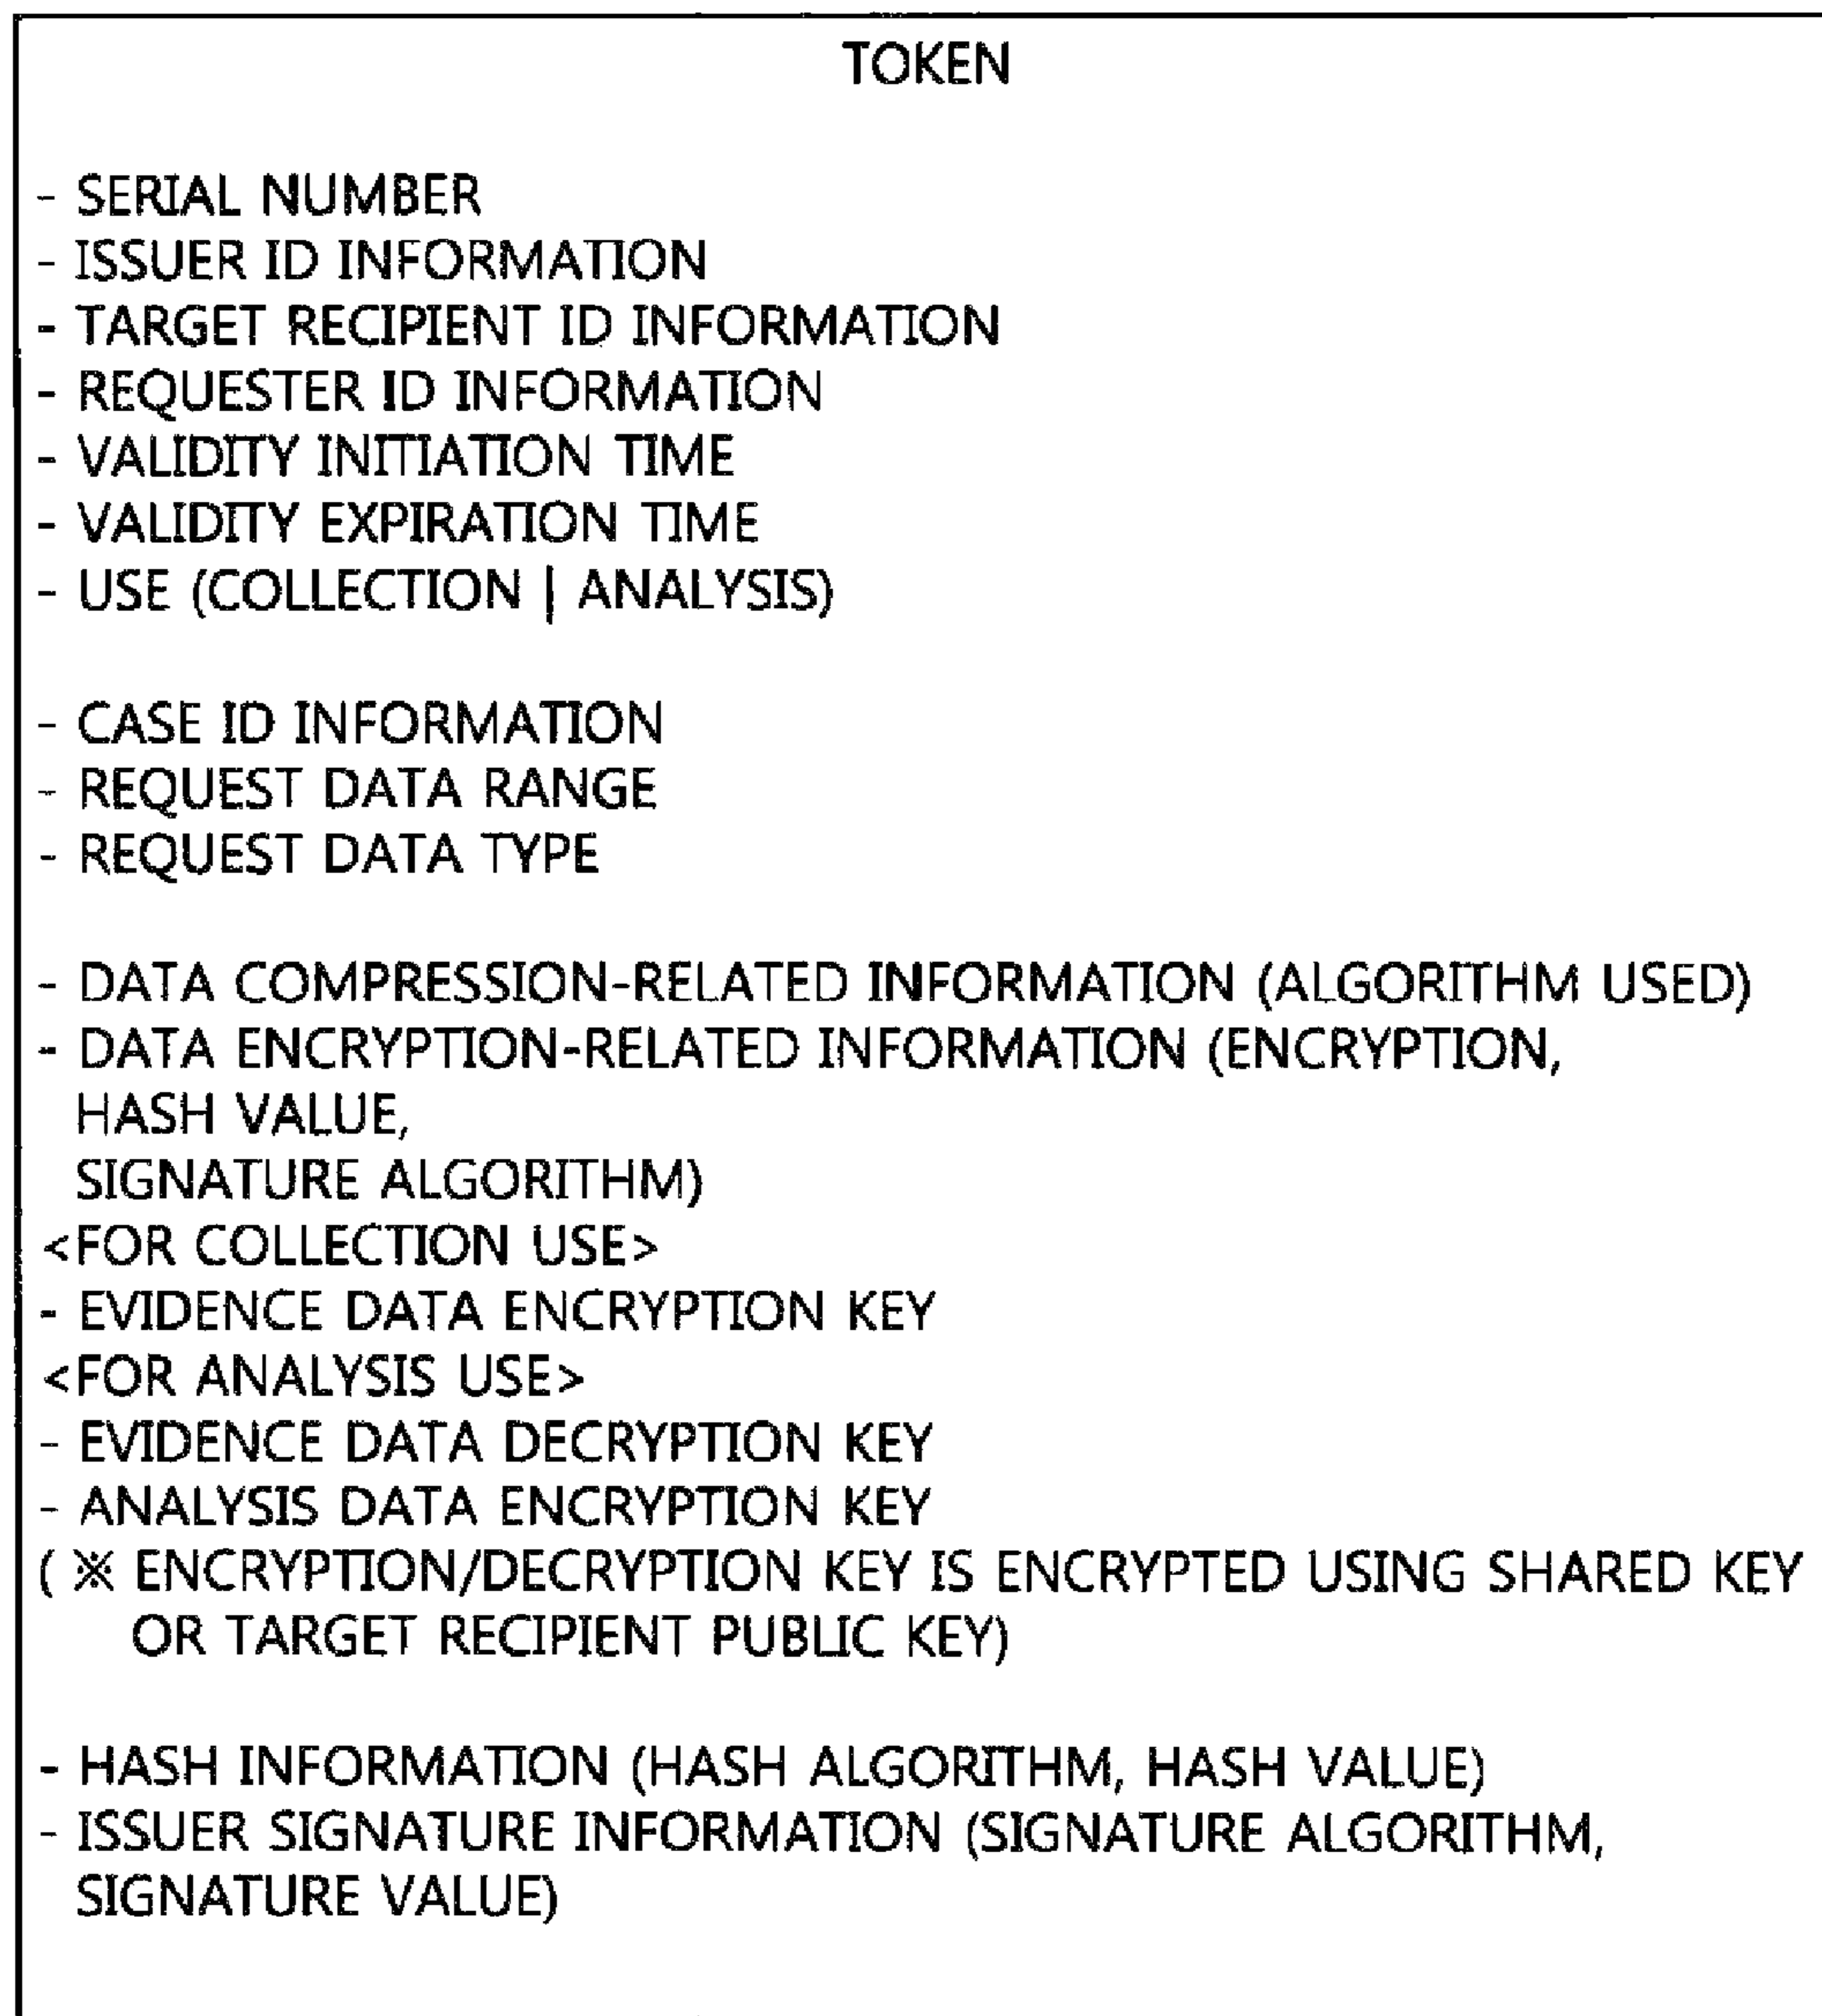 TOKEN
- SERIAL NUMBER
- ISSUER ID INFORMATION
- TARGET RECIPIENT ID INFORMATION
- REQUESTER ID INFORMATION
- VALIDITY INITIATION TIME
- VALIDITY EXPIRATION TIME
- USE (COLLECTION | ANALYSIS)
- CASE ID INFORMATION
- REQUEST DATA RANGE
- REQUEST DATA TYPE
- DATA COMPRESSION-RELATED INFORMATION (ALGORITHM USED)
- DATA ENCRYPTION-RELATED INFORMATION (ENCRYPTION,
HASH VALUE,
SIGNATURE ALGORITHM)
<FOR COLLECTION USE>
- EVIDENCE DATA ENCRYPTION KEY
<FOR ANALYSIS USE>
- EVIDENCE DATA DECRYPTION KEY
- ANALYSIS DATA ENCRYPTION KEY
( ※ ENCRYPTION/DECRYPTION KEY IS ENCRYPTED USING SHARED KEY
OR TARGET RECIPIENT PUBLIC KEY)
- HASH INFORMATION (HASH ALGORITHM, HASH VALUE)
- ISSUER SIGNATURE INFORMATION (SIGNATURE ALGORITHM,
SIGNATURE VALUE)